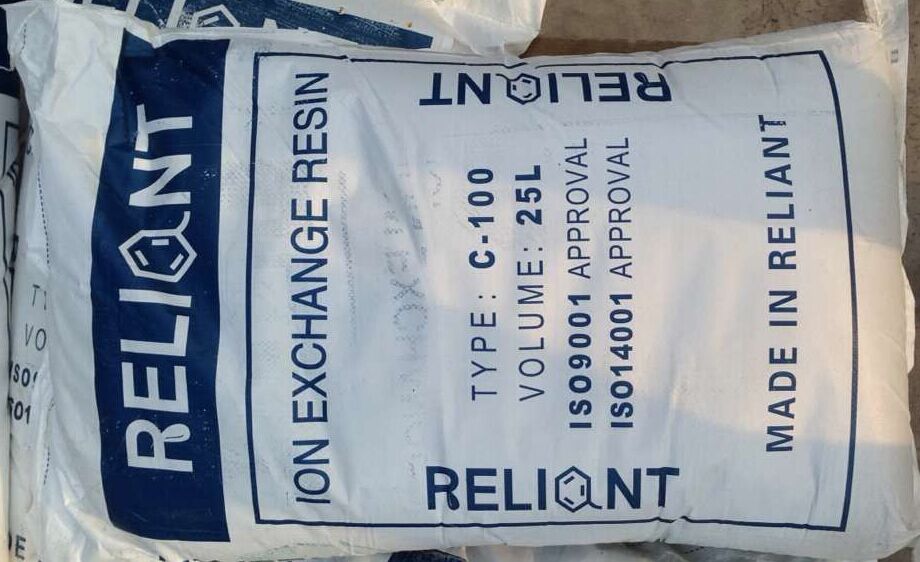 RELIANT
ION EXCHANGE RESIN
RELIANT
TYPE: C-100
VOLUME: 25L
ISO9001 APPROVAL
ISO14001 APPROVAL
RELIANT
MADE IN RELIANT